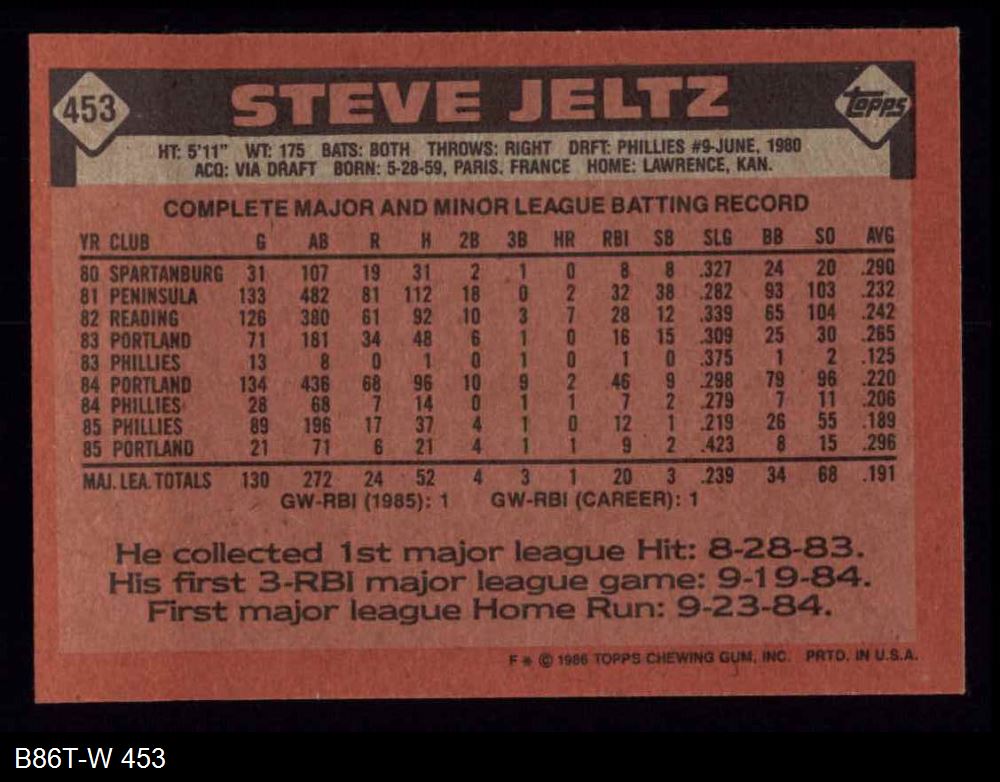 453 STEVE JELTZ Topps
HT: 5'11" WT: 175 BATS: BOTH THROWS: RIGHT DRFT: PHILLIES #9-JUNE, 1980
ACQ: VIA DRAFT BORN: 5-28-59, PARIS, FRANCE HOME: LAWRENCE, KAN.
COMPLETE MAJOR AND MINOR LEAGUE BATTING RECORD
YR CLUB G AB R H 2B 3B HR RBI SB SLG BB SO AVG
80 SPARTANBURG 31 107 19 31 2 1 0 8 8 .327 24 20 .290
81 PENINSULA 133 482 81 112 18 0 2 32 38 .282 93 103 .232
82 READING 126 380 61 92 10 3 7 28 12 .339 65 104 .242
83 PORTLAND 71 181 34 48 6 1 0 16 15 .309 25 30 .265
83 PHILLIES 13 8 0 1 0 1 0 1 0 .375 1 2 .125
84 PORTLAND 134 436 68 96 10 9 2 46 9 .298 79 96 .220
84 PHILLIES 28 68 7 14 0 1 1 7 2 .279 7 11 .206
85 PHILLIES 89 196 17 37 4 1 0 12 1 .219 26 55 .189
85 PORTLAND 21 71 6 21 4 1 1 9 2 .423 8 15 .296
MAJ. LEA. TOTALS 130 272 24 52 4 3 1 20 3 .239 34 68 .191
GW-RBI (1985): 1 GW-RBI (CAREER): 1
He collected 1st major league Hit: 8-28-83.
His first 3-RBI major league game: 9-19-84.
First major league Home Run: 9-23-84.
F * © 1986 TOPPS CHEWING GUM, INC. PRTD. IN U.S.A.
B86T-W 453